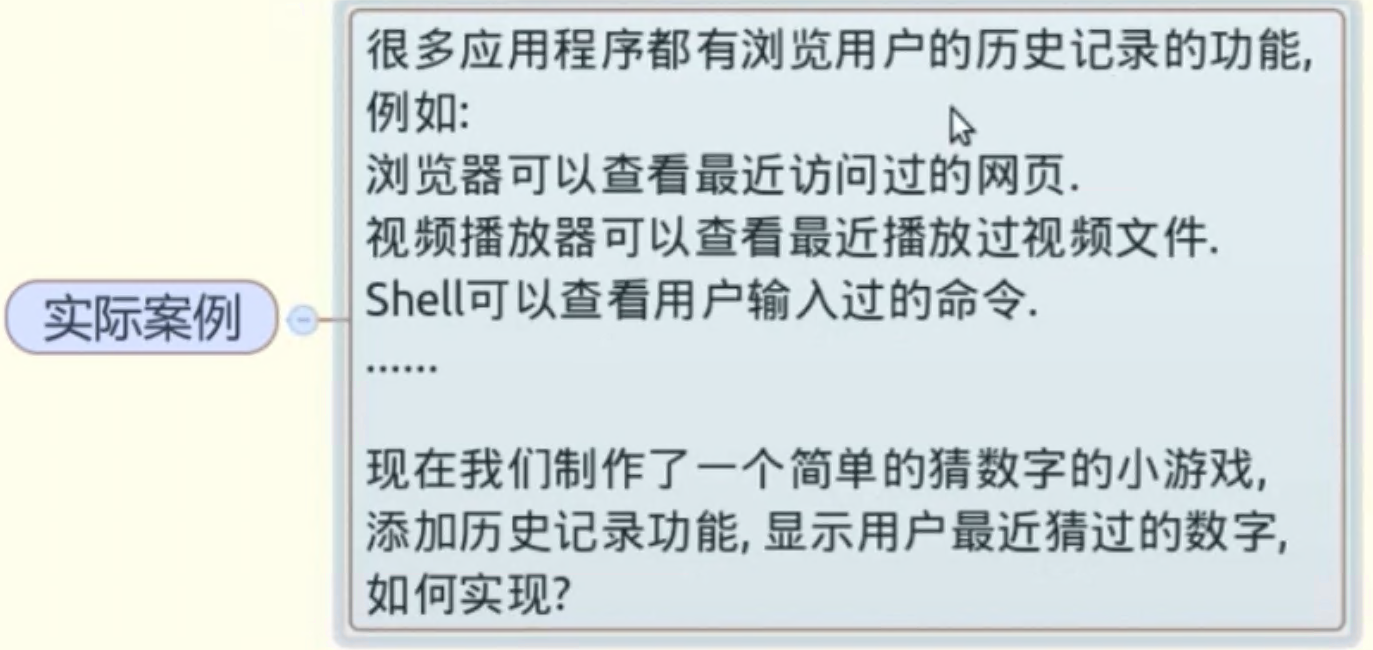 实际案例
很多应用程序都有浏览用户的历史记录的功能,
例如:
浏览器可以查看最近访问过的网页.
视频播放器可以查看最近播放过视频文件.
Shell可以查看用户输入过的命令.
......
现在我们制作了一个简单的猜数字的小游戏,
添加历史记录功能, 显示用户最近猜过的数字,
如何实现?